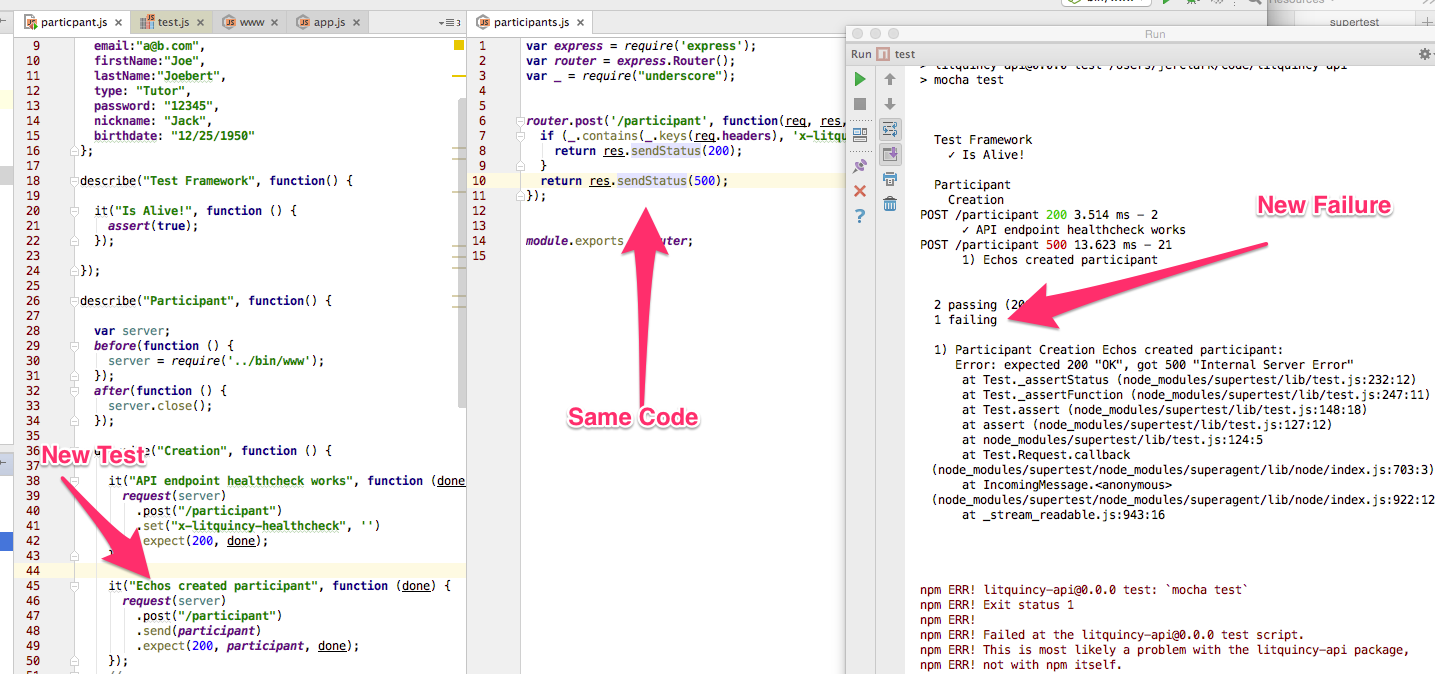 particpant.js
test.js
www
app.js
3
participants.js
supertest
Run
Run test
9 email:"a@b.com",
10 firstName:"Joe",
11 lastName:"Joebert",
12 type: "Tutor",
13 password: "12345",
14 nickname: "Jack",
15 birthdate: "12/25/1950"
16 };
17
18 describe("Test Framework", function() {
19
20 it("Is Alive!", function () {
21 assert(true);
22 });
23
24 });
25
26 describe("Participant", function() {
27
28 var server;
29 before(function () {
30 server = require('../bin/www');
31 });
32 after(function () {
33 server.close();
34 });
35
36 ("Creation", function () {
37
New Test
38 it("API endpoint healthcheck works", function (done
39 request(server)
40 .post("/participant")
41 .set("x-litquincy-healthcheck", '')
42 expect(200, done);
43
44
45 it("Echos created participant", function (done) {
46 request(server)
47 .post("/participant")
48 .send(participant)
49 .expect(200, participant, done);
50 });
1 var express = require('express');
2 var router = express.Router();
3 var _ = require("underscore");
4
5
6 router.post('/participant', function(req, res,
7 if (_.contains(_.keys(req.headers), 'x-litqu
8 return res.sendStatus(200);
9 }
10 return res.sendStatus(500);
11 });
12
13
14 module.exports uter;
15
Same Code
> mocha test
Test Framework
✓ Is Alive!
Participant
Creation
POST /participant 200 3.514 ms - 2
✓ API endpoint healthcheck works
POST /participant 500 13.623 ms - 21
1) Echos created participant
New Failure
2 passing (20
1 failing
1) Participant Creation Echos created participant:
Error: expected 200 "OK", got 500 "Internal Server Error"
at Test._assertStatus (node_modules/supertest/lib/test.js:232:12)
at Test._assertFunction (node_modules/supertest/lib/test.js:247:11)
at Test.assert (node_modules/supertest/lib/test.js:148:18)
at assert (node_modules/supertest/lib/test.js:127:12)
at node_modules/supertest/lib/test.js:124:5
at Test.Request.callback
(node_modules/supertest/node_modules/superagent/lib/node/index.js:703:3)
at IncomingMessage.<anonymous>
(node_modules/supertest/node_modules/superagent/lib/node/index.js:922:12
at _stream_readable.js:943:16
npm ERR! litquincy-api@0.0.0 test: `mocha test`
npm ERR! Exit status 1
npm ERR!
npm ERR! Failed at the litquincy-api@0.0.0 test script.
npm ERR! This is most likely a problem with the litquincy-api package,
npm ERR! not with npm itself.